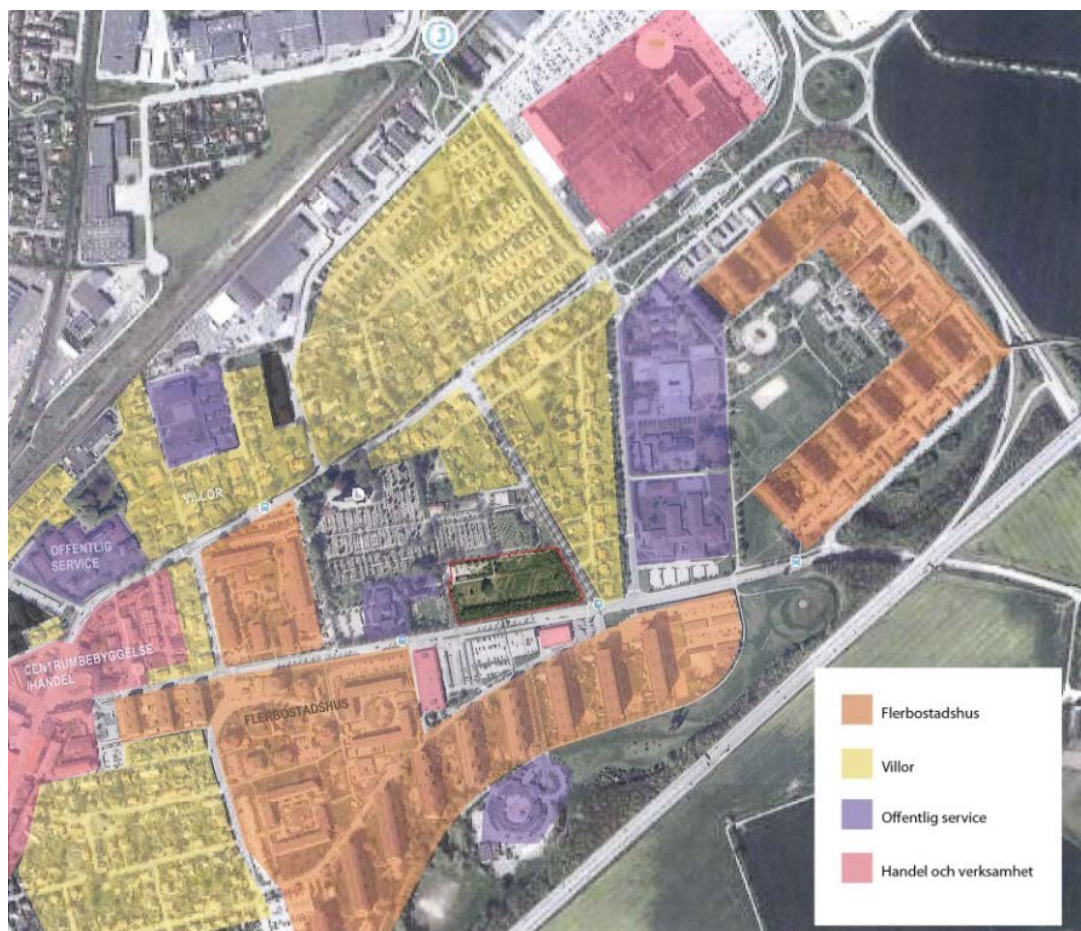 J
VILLOR
OFFENTLIG
SERVICE
CENTRUMBEBYGGELSE
/HANDEL
FLERBOSTADSHUS
Flerbostadshus
Villor
Offentlig service
Handel och verksamhet